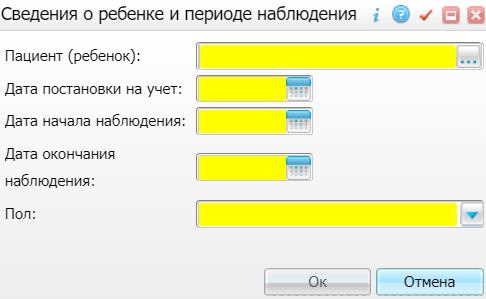 Сведения о ребенке и периоде наблюдения
Пациент (ребенок):
Дата постановки на учет:
Дата начала наблюдения:
Дата окончания
наблюдения:
Пол:
Ок Отмена